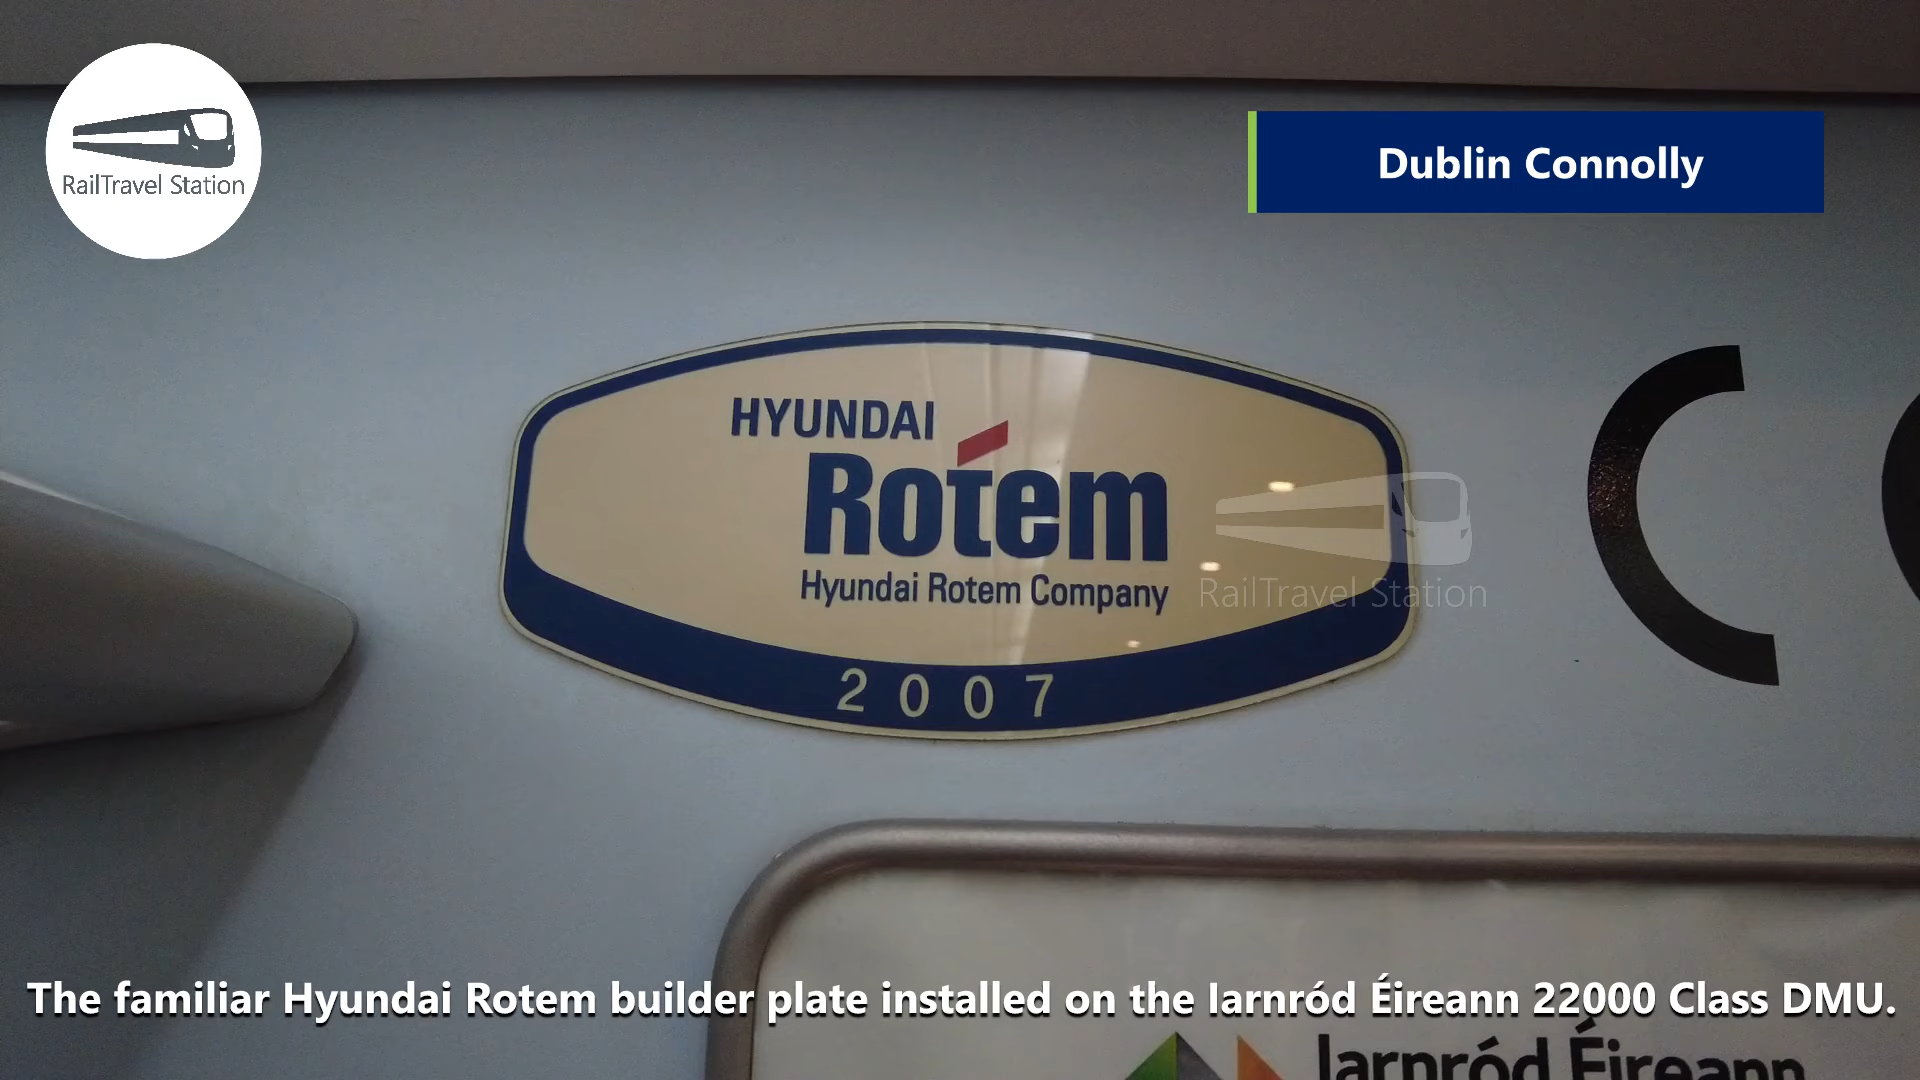 RailTravel Station
Dublin Connolly
HYUNDAI
Rotem
Hyundai Rotem Company
RailTravel Station
2007
C
The familiar Hyundai Rotem builder plate installed on the Iarnród Éireann 22000 Class DMU.
Iarnród Éireann